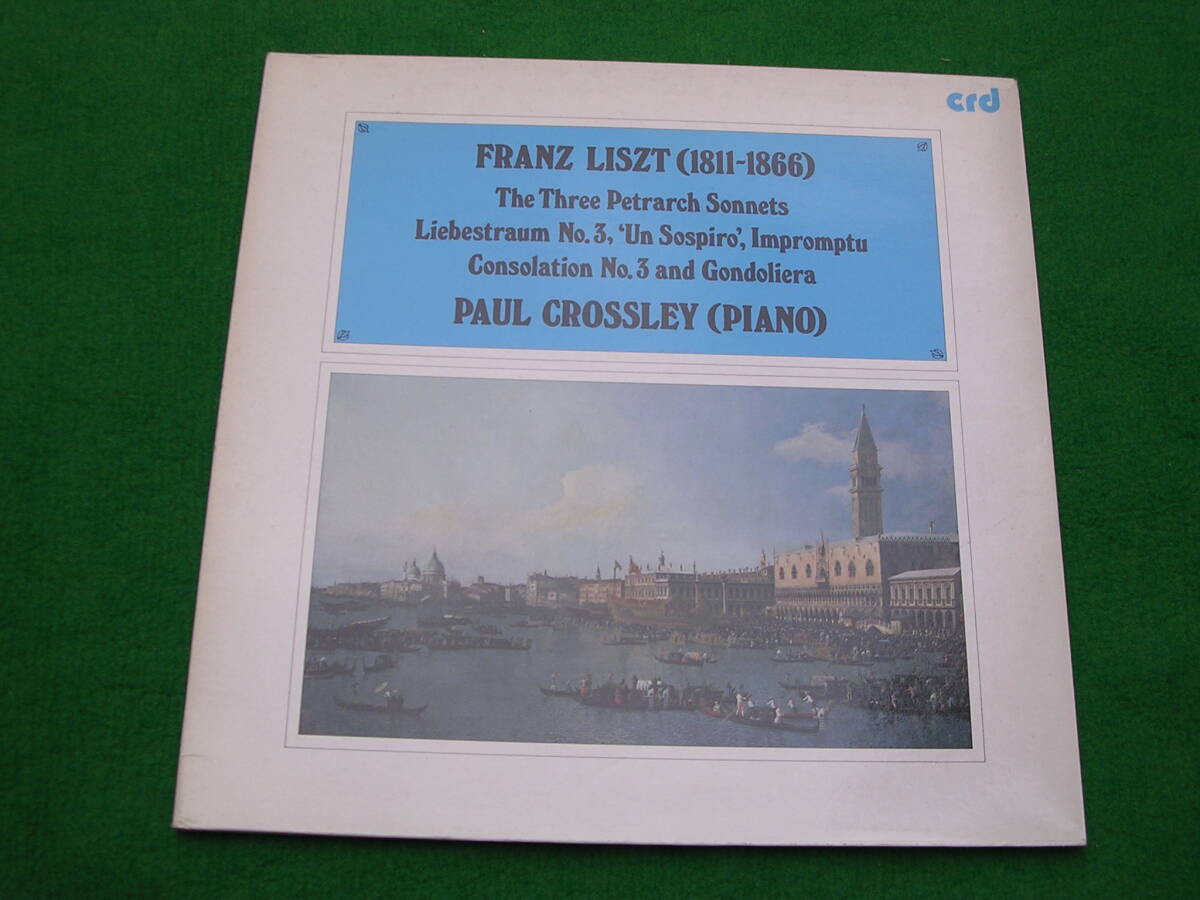 crd
FRANZ LISZT (1811-1866)
The Three Petrarch Sonnets
Liebestraum No. 3, ‘Un Sospiro’, Impromptu
Consolation No. 3 and Gondoliera
PAUL CROSSLEY (PIANO)